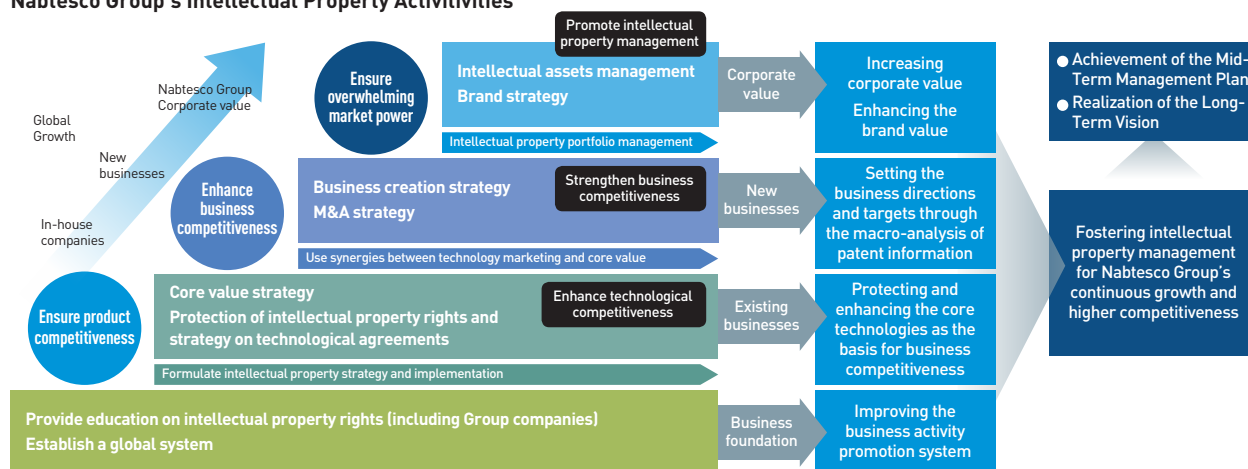 Nabtesco Group's Intellectual Property Activitivities
Promote intellectual
property management
Ensure
overwhelming
market power
Intellectual assets management
Brand strategy
Intellectual property portfolio management
Corporate
value
Increasing
corporate value
Enhancing the
brand value
Achievement of the Mid-
Term Management Plan
Realization of the Long-
Term Vision
Nabtesco Group
Corporate value
Global
Growth
New
businesses
In-house
companies
Enhance
business
competitiveness
Business creation strategy
M&A strategy
Strengthen business
competitiveness
Use synergies between technology marketing and core value
New
businesses
Setting the
business directions
and targets through
the macro-analysis of
patent information
Fostering intellectual
property management
for Nabtesco Group's
continuous growth and
higher competitiveness
Ensure product
competitiveness
Core value strategy
Protection of intellectual property rights and
strategy on technological agreements
Enhance technological
competitiveness
Formulate intellectual property strategy and implementation
Existing
businesses
Protecting and
enhancing the core
technologies as the
basis for business
competitiveness
Provide education on intellectual property rights (including Group companies)
Establish a global system
Business
foundation
Improving the
business activity
promotion system